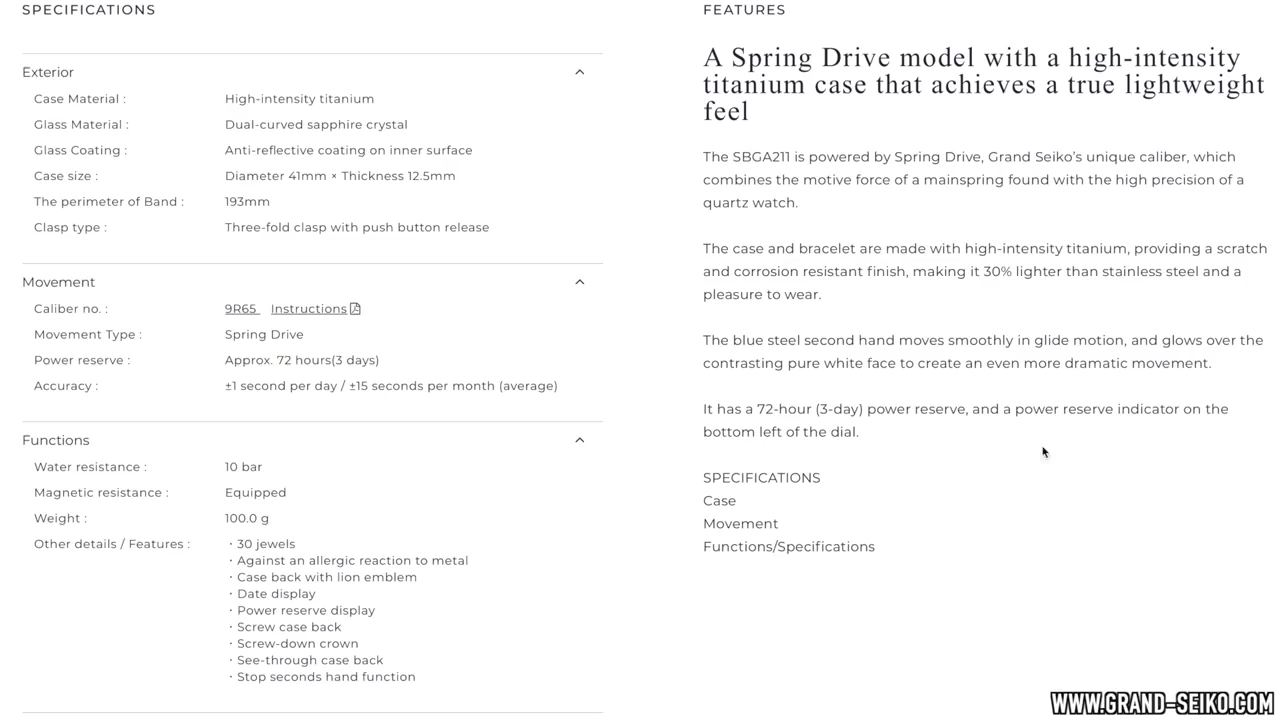 SPECIFICATIONS
Exterior
Case Material : High-intensity titanium
Glass Material : Dual-curved sapphire crystal
Glass Coating : Anti-reflective coating on inner surface
Case size : Diameter 41mm × Thickness 12.5mm
The perimeter of Band : 193mm
Clasp type : Three-fold clasp with push button release
Movement
Caliber no. : 9R65 Instructions
Movement Type : Spring Drive
Power reserve : Approx. 72 hours(3 days)
Accuracy : ±1 second per day / ±15 seconds per month (average)
Functions
Water resistance : 10 bar
Magnetic resistance : Equipped
Weight : 100.0 g
Other details / Features : ・30 jewels
・Against an allergic reaction to metal
・Case back with lion emblem
・Date display
・Power reserve display
・Screw case back
・Screw-down crown
・See-through case back
・Stop seconds hand function
FEATURES
A Spring Drive model with a high-intensity
titanium case that achieves a true lightweight
feel
The SBGA211 is powered by Spring Drive, Grand Seiko’s unique caliber, which
combines the motive force of a mainspring found with the high precision of a
quartz watch.
The case and bracelet are made with high-intensity titanium, providing a scratch
and corrosion resistant finish, making it 30% lighter than stainless steel and a
pleasure to wear.
The blue steel second hand moves smoothly in glide motion, and glows over the
contrasting pure white face to create an even more dramatic movement.
It has a 72-hour (3-day) power reserve, and a power reserve indicator on the
bottom left of the dial.
SPECIFICATIONS
Case
Movement
Functions/Specifications
WWW.GRAND-SEIKO.COM